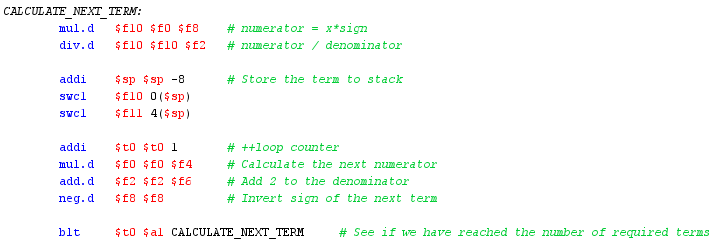 CALCULATE_NEXT_TERM:
mul.d $f10 $f0 $f8 # numerator = x*sign
div.d $f10 $f10 $f2 # numerator / denominator
addi $sp $sp -8 # Store the term to stack
swc1 $f10 0($sp)
swc1 $f11 4($sp)
addi $t0 $t0 1 # ++loop counter
mul.d $f0 $f0 $f4 # Calculate the next numerator
add.d $f2 $f2 $f6 # Add 2 to the denominator
neg.d $f8 $f8 # Invert sign of the next term
blt $t0 $a1 CALCULATE_NEXT_TERM # See if we have reached the number of required terms